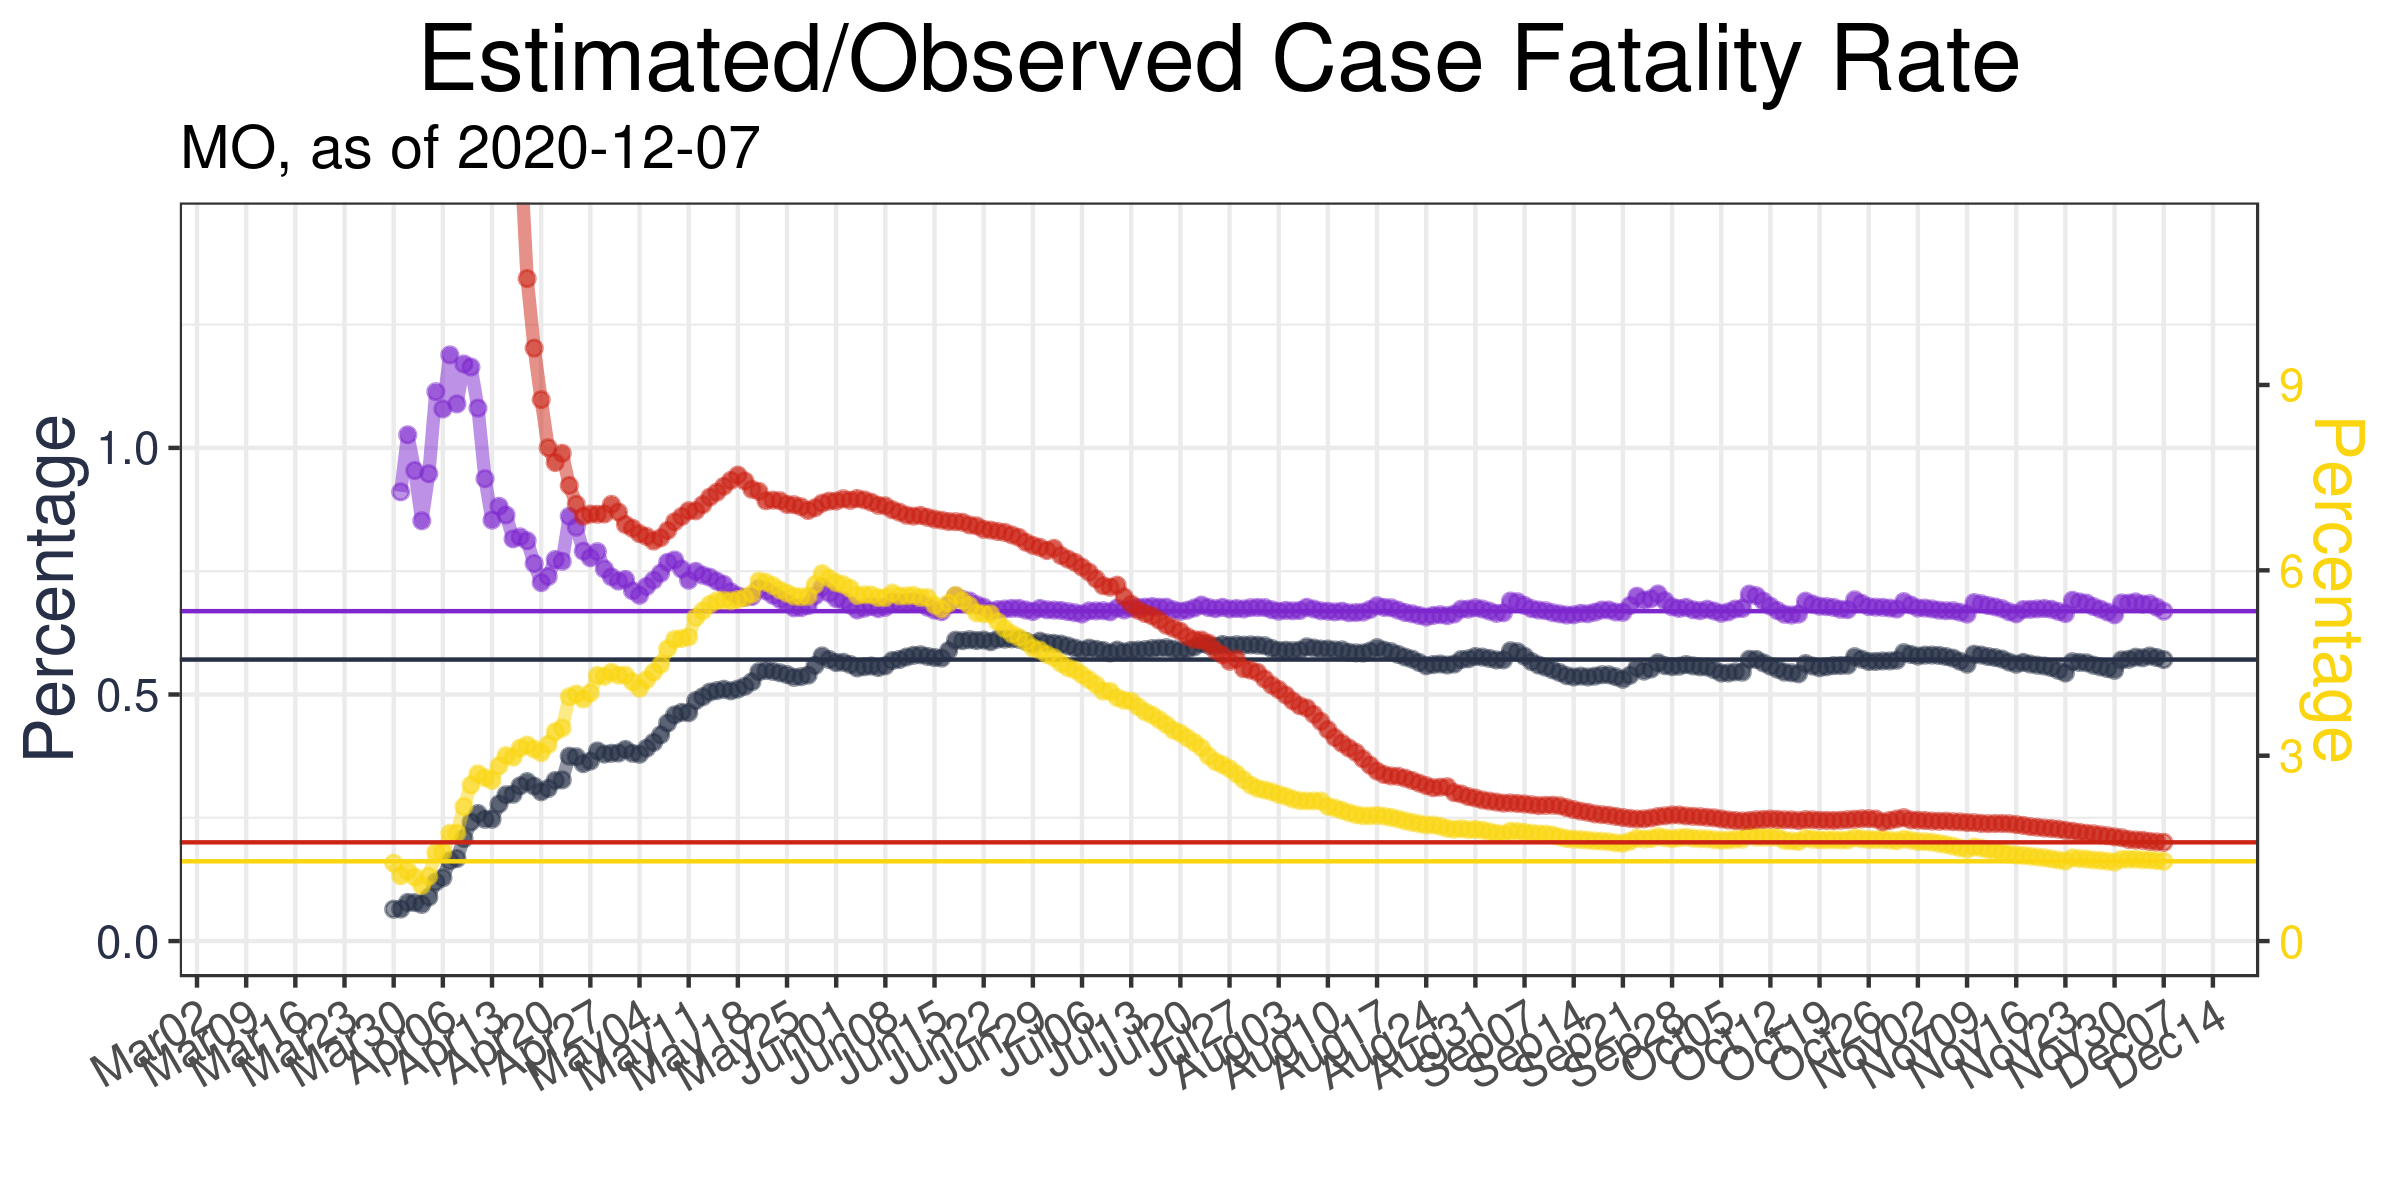 Estimated/Observed Case Fatality Rate
MO, as of 2020-12-07
Percentage
1.0
0.5
0.0
9
6
3
0
Percentage
Mar02
Mar09
Mar16
Mar23
Mar30
Apr06
Apr13
Apr20
Apr27
May04
May11
May18
May25
Jun01
Jun08
Jun15
Jun22
Jun29
Jul06
Jul13
Jul20
Jul27
Aug03
Aug10
Aug17
Aug24
Aug31
Sep07
Sep14
Sep21
Sep28
Oct05
Oct12
Oct19
Oct26
Nov02
Nov09
Nov16
Nov23
Nov30
Dec07
Dec14